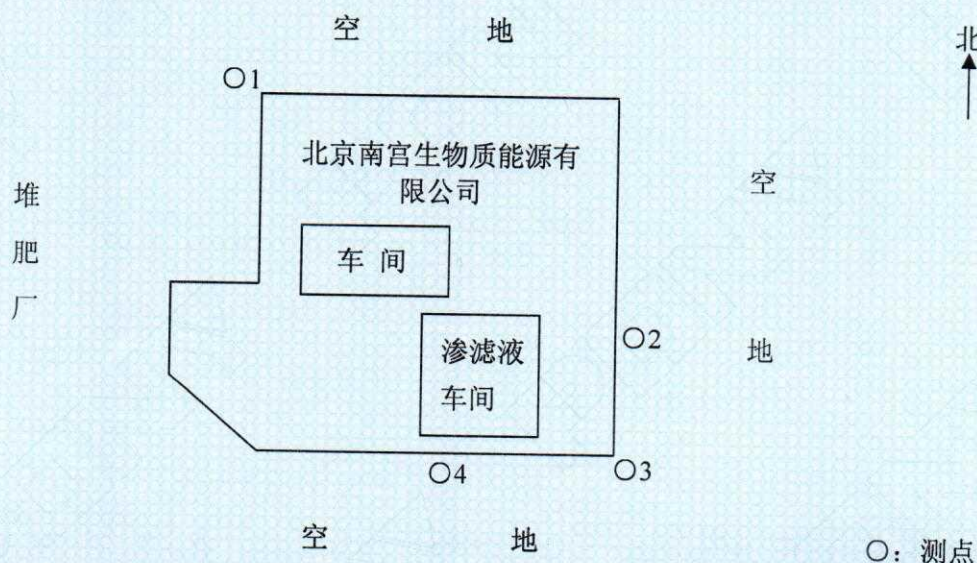 空 地
北
○1
北京南宫生物质能源有
限公司
堆
肥
厂
空
地
车 间
○2
渗滤液
车间
○4
○3
空 地
○：测点